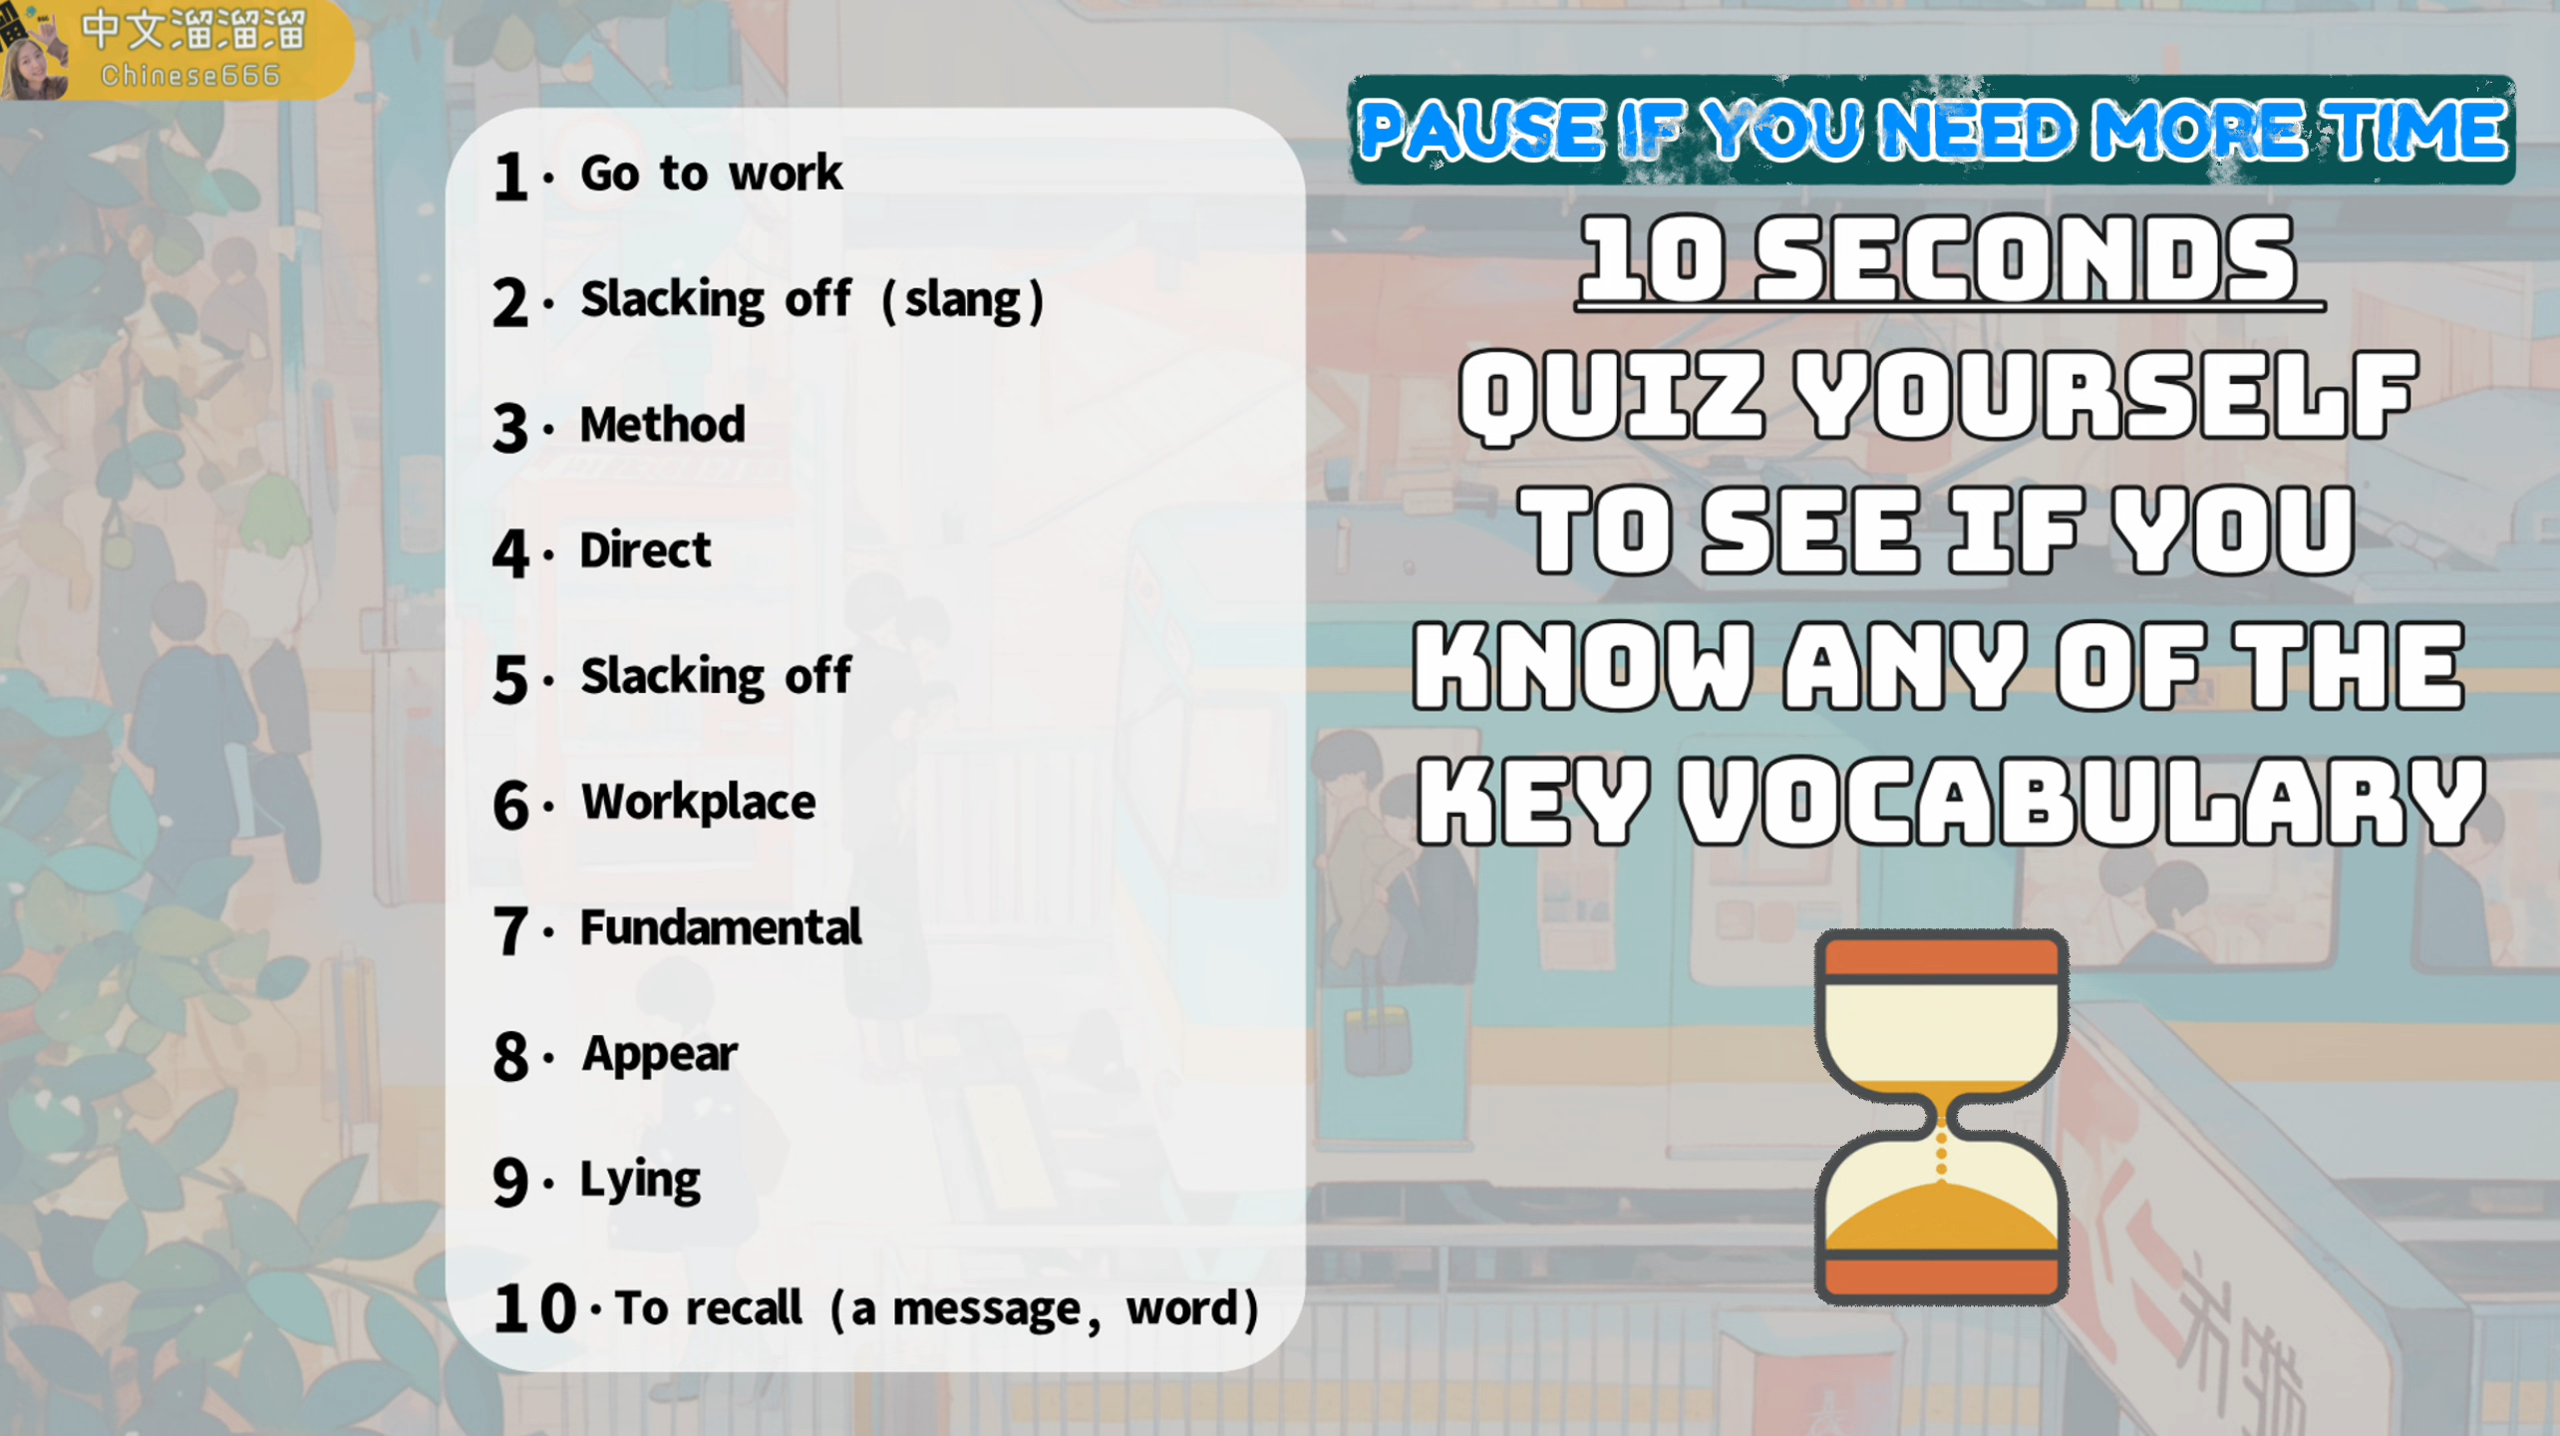 中文溜溜溜
Chinese666
PAUSE IF YOU NEED MORE TIME
1· Go to work
2· Slacking off (slang)
3· Method
4· Direct
5· Slacking off
6· Workplace
7· Fundamental
8· Appear
9· Lying
10· To recall (a message, word)
10 SECONDS
QUIZ YOURSELF
TO SEE IF YOU
KNOW ANY OF THE
KEY VOCABULARY